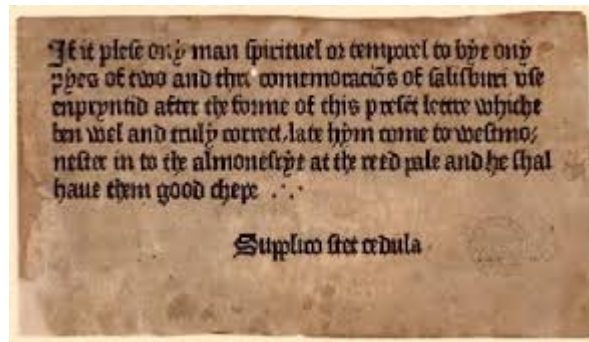 If it plese ony man spirituel or temporel to bye ony
pyes of two and thre comemoraciōs of salisburi vse
enpryntid after the forme of this presēt lettre whiche
ben wel and truly correct, late hym come to westmo-
nester in to the almonesrye at the reed pale and he shal
haue them good chepe .·.
Supplico stet cedula